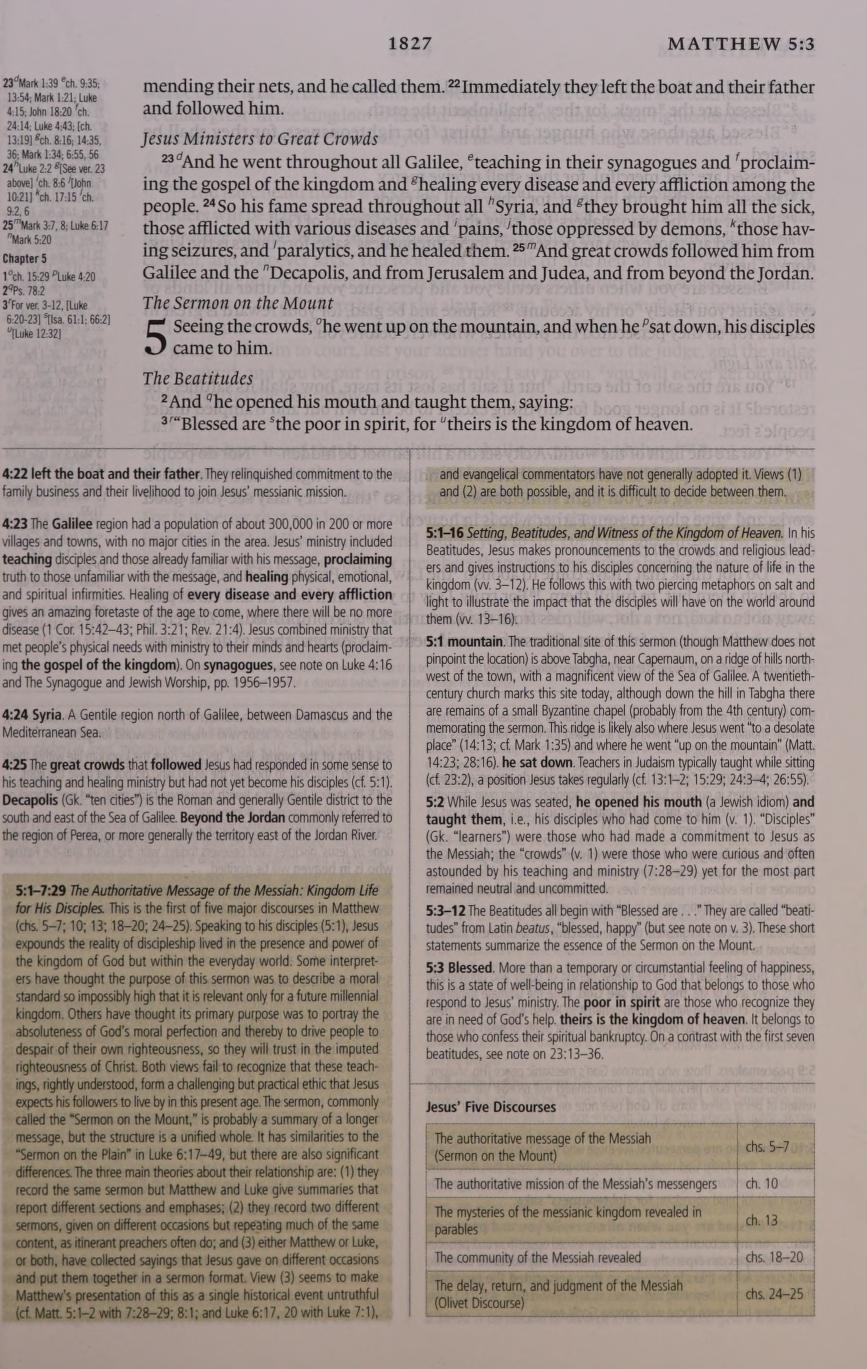 1827
MATTHEW 5:3
23 dMark 1:39 ech. 9:35;
13:54; Mark 1:21; Luke
4:15; John 18:20 fch.
24:14; Luke 4:43; [ch.
13:19] gch. 8:16; 14:35,
36; Mark 1:34; 6:55, 56
24 hLuke 2:2 g[See ver. 23
above] ich. 8:6 j[John
10:21] kch. 17:15 lch.
9:2, 6
25 mMark 3:7, 8; Luke 6:17
nMark 5:20
Chapter 5
1 och. 15:29 pLuke 4:20
2 qPs. 78:2
3 rFor ver. 3-12, [Luke
6:20-23] s[Isa. 61:1; 66:2]
u[Luke 12:32]
mending their nets, and he called them. 22 Immediately they left the boat and their father
and followed him.
Jesus Ministers to Great Crowds
23 dAnd he went throughout all Galilee, eteaching in their synagogues and fproclaim-
ing the gospel of the kingdom and ghealing every disease and every affliction among the
people. 24 So his fame spread throughout all hSyria, and gthey brought him all the sick,
those afflicted with various diseases and ipains, jthose oppressed by demons, kthose hav-
ing seizures, and lparalytics, and he healed them. 25 mAnd great crowds followed him from
Galilee and the nDecapolis, and from Jerusalem and Judea, and from beyond the Jordan.
The Sermon on the Mount
5 Seeing the crowds, ohe went up on the mountain, and when he psat down, his disciples
came to him.
The Beatitudes
2 And qhe opened his mouth and taught them, saying:
3 r“Blessed are sthe poor in spirit, for utheirs is the kingdom of heaven.
4:22 left the boat and their father. They relinquished commitment to the
family business and their livelihood to join Jesus’ messianic mission.
4:23 The Galilee region had a population of about 300,000 in 200 or more
villages and towns, with no major cities in the area. Jesus’ ministry included
teaching disciples and those already familiar with his message, proclaiming
truth to those unfamiliar with the message, and healing physical, emotional,
and spiritual infirmities. Healing of every disease and every affliction
gives an amazing foretaste of the age to come, where there will be no more
disease (1 Cor. 15:42–43; Phil. 3:21; Rev. 21:4). Jesus combined ministry that
met people’s physical needs with ministry to their minds and hearts (proclaim-
ing the gospel of the kingdom). On synagogues, see note on Luke 4:16
and The Synagogue and Jewish Worship, pp. 1956–1957.
4:24 Syria. A Gentile region north of Galilee, between Damascus and the
Mediterranean Sea.
4:25 The great crowds that followed Jesus had responded in some sense to
his teaching and healing ministry but had not yet become his disciples (cf. 5:1).
Decapolis (Gk. “ten cities”) is the Roman and generally Gentile district to the
south and east of the Sea of Galilee. Beyond the Jordan commonly referred to
the region of Perea, or more generally the territory east of the Jordan River.
5:1–7:29 The Authoritative Message of the Messiah: Kingdom Life
for His Disciples. This is the first of five major discourses in Matthew
(chs. 5–7; 10; 13; 18–20; 24–25). Speaking to his disciples (5:1), Jesus
expounds the reality of discipleship lived in the presence and power of
the kingdom of God but within the everyday world. Some interpret-
ers have thought the purpose of this sermon was to describe a moral
standard so impossibly high that it is relevant only for a future millennial
kingdom. Others have thought its primary purpose was to portray the
absoluteness of God’s moral perfection and thereby to drive people to
despair of their own righteousness, so they will trust in the imputed
righteousness of Christ. Both views fail to recognize that these teach-
ings, rightly understood, form a challenging but practical ethic that Jesus
expects his followers to live by in this present age. The sermon, commonly
called the “Sermon on the Mount,” is probably a summary of a longer
message, but the structure is a unified whole. It has similarities to the
“Sermon on the Plain” in Luke 6:17–49, but there are also significant
differences. The three main theories about their relationship are: (1) they
record the same sermon but Matthew and Luke give summaries that
report different sections and emphases; (2) they record two different
sermons, given on different occasions but repeating much of the same
content, as itinerant preachers often do; and (3) either Matthew or Luke,
or both, have collected sayings that Jesus gave on different occasions
and put them together in a sermon format. View (3) seems to make
Matthew’s presentation of this as a single historical event untruthful
(cf. Matt. 5:1–2 with 7:28–29; 8:1; and Luke 6:17, 20 with Luke 7:1),
and evangelical commentators have not generally adopted it. Views (1)
and (2) are both possible, and it is difficult to decide between them.
5:1–16 Setting, Beatitudes, and Witness of the Kingdom of Heaven. In his
Beatitudes, Jesus makes pronouncements to the crowds and religious lead-
ers and gives instructions to his disciples concerning the nature of life in the
kingdom (vv. 3–12). He follows this with two piercing metaphors on salt and
light to illustrate the impact that the disciples will have on the world around
them (vv. 13–16).
5:1 mountain. The traditional site of this sermon (though Matthew does not
pinpoint the location) is above Tabgha, near Capernaum, on a ridge of hills north-
west of the town, with a magnificent view of the Sea of Galilee. A twentieth-
century church marks this site today, although down the hill in Tabgha there
are remains of a small Byzantine chapel (probably from the 4th century) com-
memorating the sermon. This ridge is likely also where Jesus went “to a desolate
place” (14:13; cf. Mark 1:35) and where he went “up on the mountain” (Matt.
14:23; 28:16). he sat down. Teachers in Judaism typically taught while sitting
(cf. 23:2), a position Jesus takes regularly (cf. 13:1–2; 15:29; 24:3–4; 26:55).
5:2 While Jesus was seated, he opened his mouth (a Jewish idiom) and
taught them, i.e., his disciples who had come to him (v. 1). “Disciples”
(Gk. “learners”) were those who had made a commitment to Jesus as
the Messiah; the “crowds” (v. 1) were those who were curious and often
astounded by his teaching and ministry (7:28–29) yet for the most part
remained neutral and uncommitted.
5:3–12 The Beatitudes all begin with “Blessed are . . .” They are called “beati-
tudes” from Latin beatus, “blessed, happy” (but see note on v. 3). These short
statements summarize the essence of the Sermon on the Mount.
5:3 Blessed. More than a temporary or circumstantial feeling of happiness,
this is a state of well-being in relationship to God that belongs to those who
respond to Jesus’ ministry. The poor in spirit are those who recognize they
are in need of God’s help. theirs is the kingdom of heaven. It belongs to
those who confess their spiritual bankruptcy. On a contrast with the first seven
beatitudes, see note on 23:13–36.
Jesus’ Five Discourses
The authoritative message of the Messiah
(Sermon on the Mount)
chs. 5–7
The authoritative mission of the Messiah’s messengers
ch. 10
The mysteries of the messianic kingdom revealed in
parables
ch. 13
The community of the Messiah revealed
chs. 18–20
The delay, return, and judgment of the Messiah
(Olivet Discourse)
chs. 24–25